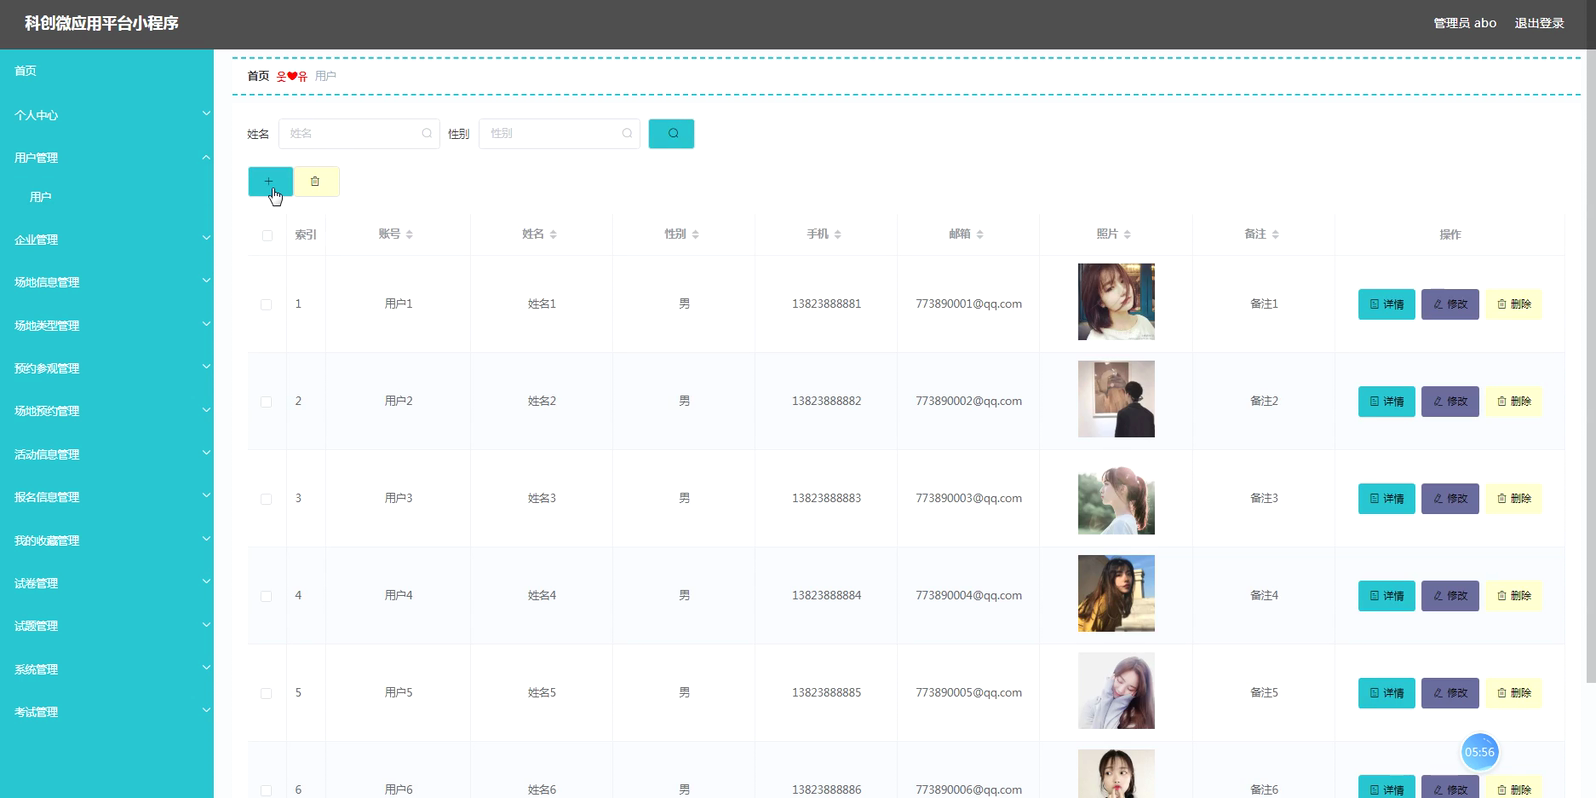 科创微应用平台小程序
管理员 abo 退出登录
首页
个人中心
用户管理
用户
企业管理
场地信息管理
场地类型管理
预约参观管理
场地预约管理
活动信息管理
报名信息管理
我的收藏管理
试卷管理
试题管理
系统管理
考试管理
首页 웃❤유 用户
姓名 姓名 性别 性别
索引 账号 姓名 性别 手机 邮箱 照片 备注 操作
1 用户1 姓名1 男 13823888881 773890001@qq.com 备注1 详情 修改 删除
2 用户2 姓名2 男 13823888882 773890002@qq.com 备注2 详情 修改 删除
3 用户3 姓名3 男 13823888883 773890003@qq.com 备注3 详情 修改 删除
4 用户4 姓名4 男 13823888884 773890004@qq.com 备注4 详情 修改 删除
5 用户5 姓名5 男 13823888885 773890005@qq.com 备注5 详情 修改 删除
6 用户6 姓名6 男 13823888886 773890006@qq.com 备注6 详情 修改 删除
05:56